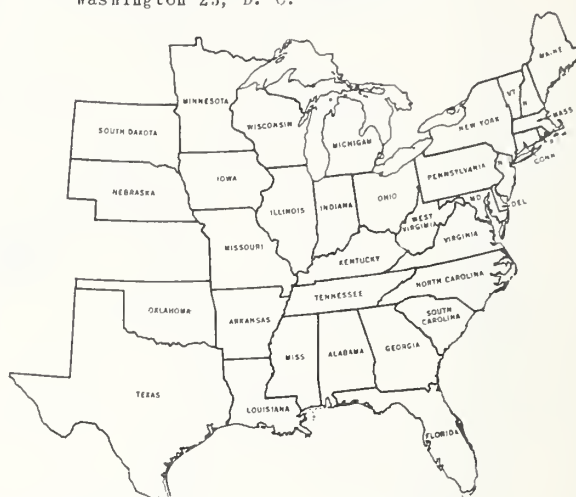 Washington 25, D. C.
MAINE
MINNESOTA
VT
N
MASS
SOUTH DAKOTA
WISCONSIN
NEW YORK
MICHIGAM
CONN
IOWA
PENNSYLVANIA
N
NEBRASKA
OHIO
MD
DEL
ILLINOIS
INDIANA
WEST
VIRGINIA
VIRGINIA
MISSOURI
KENTUCKY
NORTH CAROLINA
TENNESSEE
OKLAHOMA
ARKANSAS
SOUTH
CAROLINA
MISS
ALABAMA
GEORGIA
TEXAS
LOUISIANA
FLORIDA